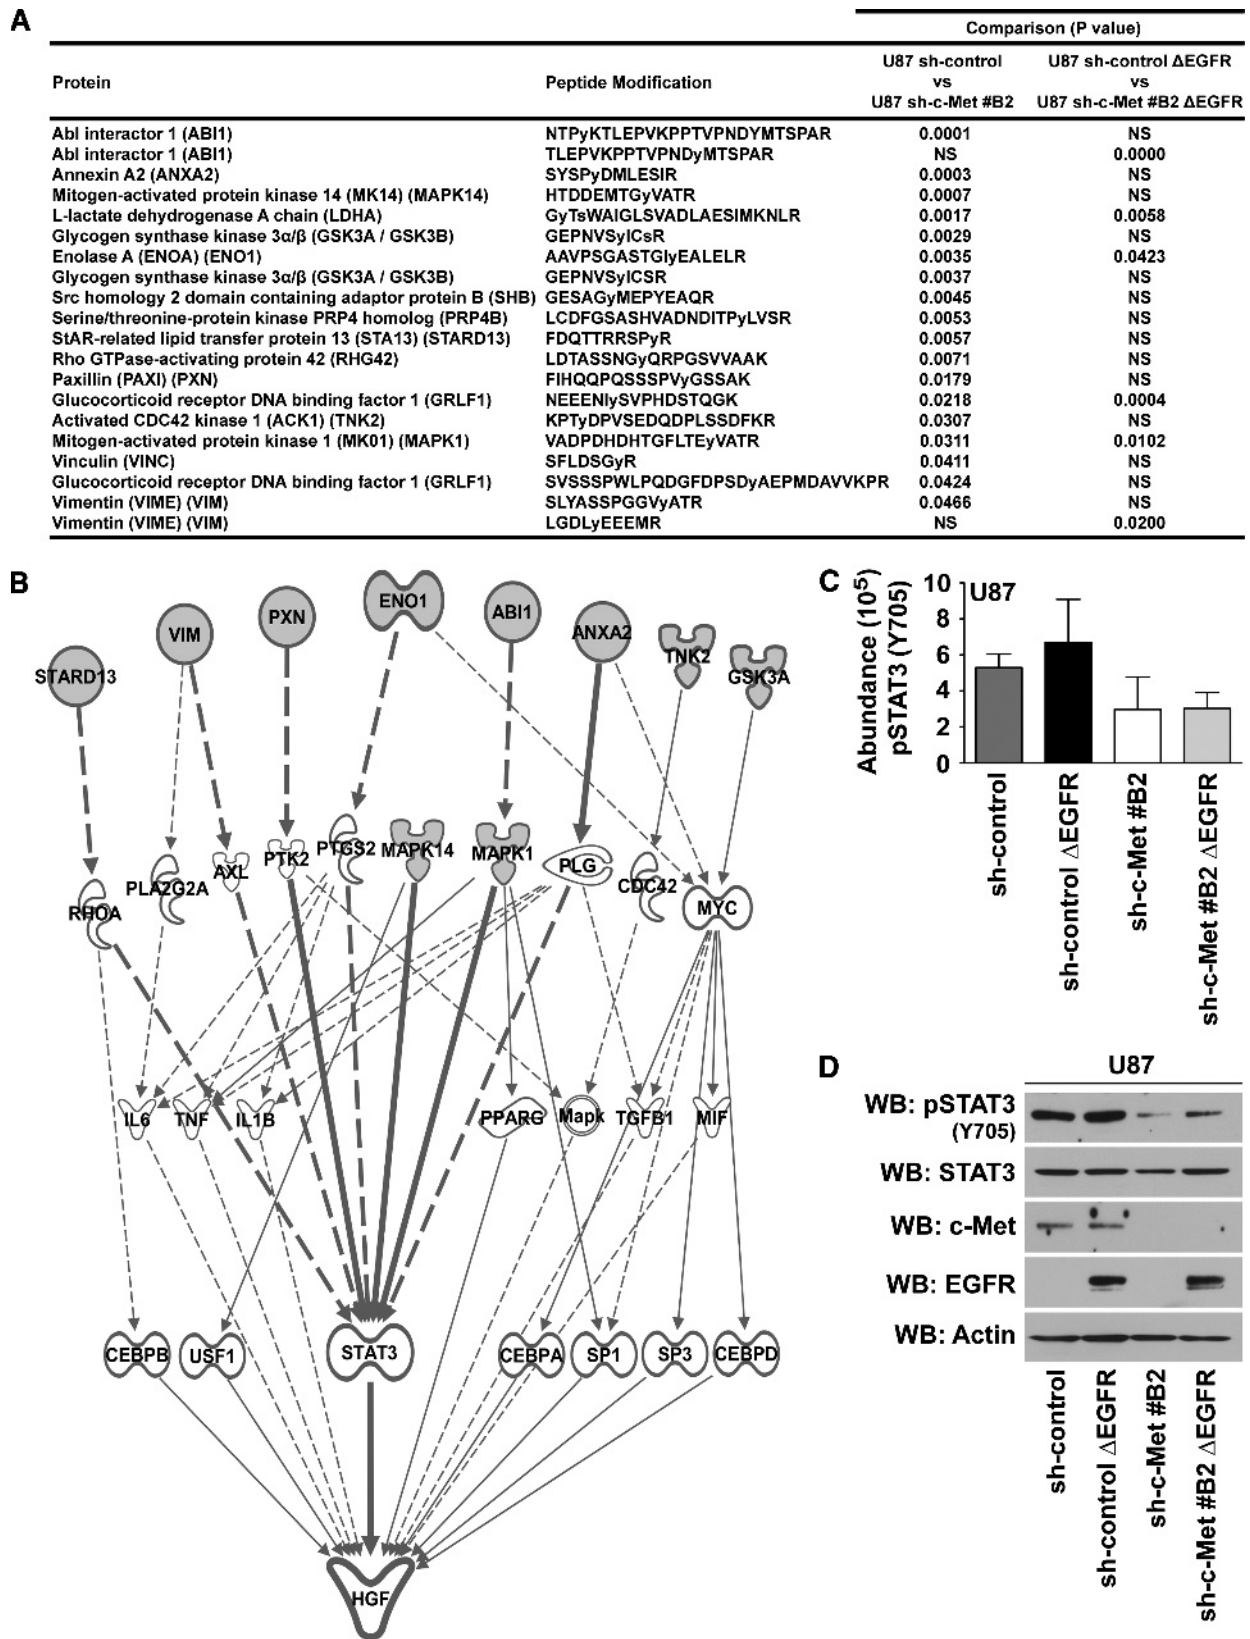 A
Comparison (P value)
Protein
Peptide Modification
U87 sh-control
vs
U87 sh-c-Met #B2
U87 sh-control ΔEGFR
vs
U87 sh-c-Met #B2 ΔEGFR
Abl interactor 1 (ABI1) NTPyKTLEPVKPPTVPNDYMTSPAR 0.0001 NS
Abl interactor 1 (ABI1) TLEPVKPPTVPNDyMTSPAR NS 0.0000
Annexin A2 (ANXA2) SYSPyDMLESIR 0.0003 NS
Mitogen-activated protein kinase 14 (MK14) (MAPK14) HTDDEMTGyVATR 0.0007 NS
L-lactate dehydrogenase A chain (LDHA) GyTsWAIGLSVADLAESIMKNLR 0.0017 0.0058
Glycogen synthase kinase 3α/β (GSK3A / GSK3B) GEPNVSyICsR 0.0029 NS
Enolase A (ENOA) (ENO1) AAVPSGASTGIyEALELR 0.0035 0.0423
Glycogen synthase kinase 3α/β (GSK3A / GSK3B) GEPNVSyICSR 0.0037 NS
Src homology 2 domain containing adaptor protein B (SHB) GESAGyMEPYEAQR 0.0045 NS
Serine/threonine-protein kinase PRP4 homolog (PRP4B) LCDFGSASHVADNDITPyLVSR 0.0053 NS
StAR-related lipid transfer protein 13 (STA13) (STARD13) FDQTTRRSPyR 0.0057 NS
Rho GTPase-activating protein 42 (RHG42) LDTASSNGyQRPGSVVAAK 0.0071 NS
Paxillin (PAXI) (PXN) FIHQQPQSSSPVyGSSAK 0.0179 NS
Glucocorticoid receptor DNA binding factor 1 (GRLF1) NEEENIySVPHDSTQGK 0.0218 0.0004
Activated CDC42 kinase 1 (ACK1) (TNK2) KPTyDPVSEDQDPLSSDFKR 0.0307 NS
Mitogen-activated protein kinase 1 (MK01) (MAPK1) VADPDHDHTGFLTEyVATR 0.0311 0.0102
Vinculin (VINC) SFLDSGyR 0.0411 NS
Glucocorticoid receptor DNA binding factor 1 (GRLF1) SVSSSPWLPQDGFDPSDyAEPMDAVVKPR 0.0424 NS
Vimentin (VIME) (VIM) SLYASSPGGVyATR 0.0466 NS
Vimentin (VIME) (VIM) LGDLyEEEMR NS 0.0200
B
STARD13
VIM
PXN
ENO1
ABI1
ANXA2
TNK2
GSK3A
RHOA
PLA2G2A
AXL
PTK2
PTGS2
MAPK14
MAPK1
PLG
CDC42
MYC
IL6
TNF
IL1B
PPARG
Mapk
TGFB1
MIF
CEBPB
USF1
STAT3
CEBPA
SP1
SP3
CEBPD
HGF
C
U87
Abundance (10⁵)
pSTAT3 (Y705)
10
8
6
4
2
0
sh-control
sh-control ΔEGFR
sh-c-Met #B2
sh-c-Met #B2 ΔEGFR
D
U87
WB: pSTAT3
(Y705)
WB: STAT3
WB: c-Met
WB: EGFR
WB: Actin
sh-control
sh-control ΔEGFR
sh-c-Met #B2
sh-c-Met #B2 ΔEGFR